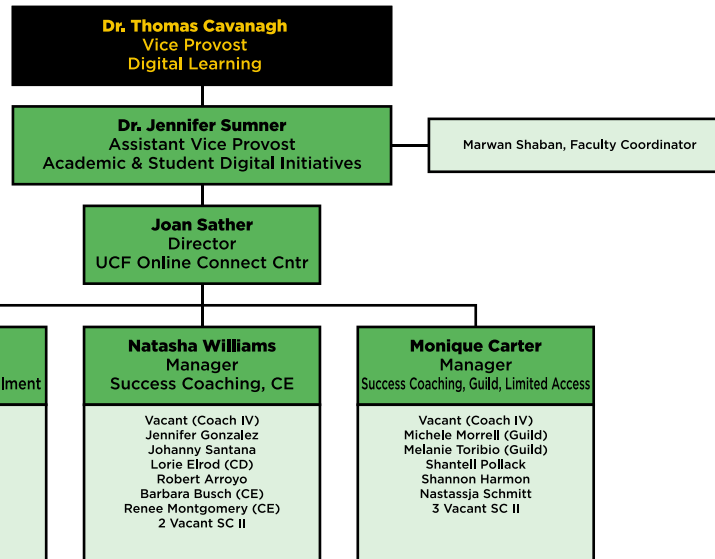 Dr. Thomas Cavanagh
Vice Provost
Digital Learning
Dr. Jennifer Sumner
Assistant Vice Provost
Academic & Student Digital Initiatives
Marwan Shaban, Faculty Coordinator
Joan Sather
Director
UCF Online Connect Cntr
lment
Natasha Williams
Manager
Success Coaching, CE
Vacant (Coach IV)
Jennifer Gonzalez
Johanny Santana
Lorie Elrod (CD)
Robert Arroyo
Barbara Busch (CE)
Renee Montgomery (CE)
2 Vacant SC II
Monique Carter
Manager
Success Coaching, Guild, Limited Access
Vacant (Coach IV)
Michele Morrell (Guild)
Melanie Toribio (Guild)
Shantell Pollack
Shannon Harmon
Nastassja Schmitt
3 Vacant SC II